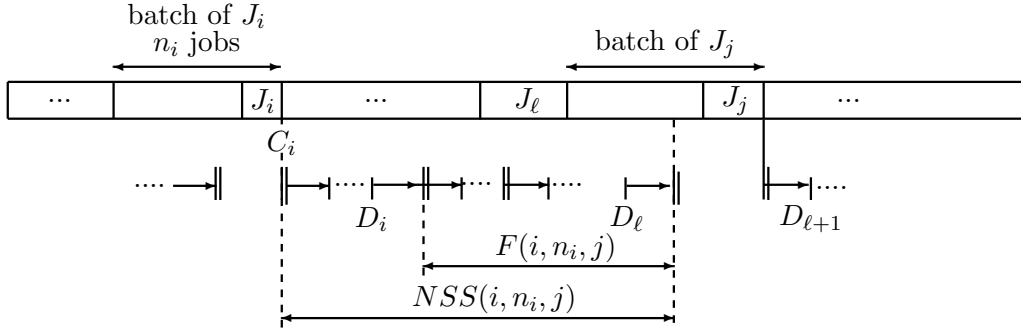 batch of J_i
n_i jobs
batch of J_j
... J_i ... J_ℓ J_j ...
C_i
.... .... .... .... ....
D_i D_ℓ D_{ℓ+1}
F(i, n_i, j)
NSS(i, n_i, j)